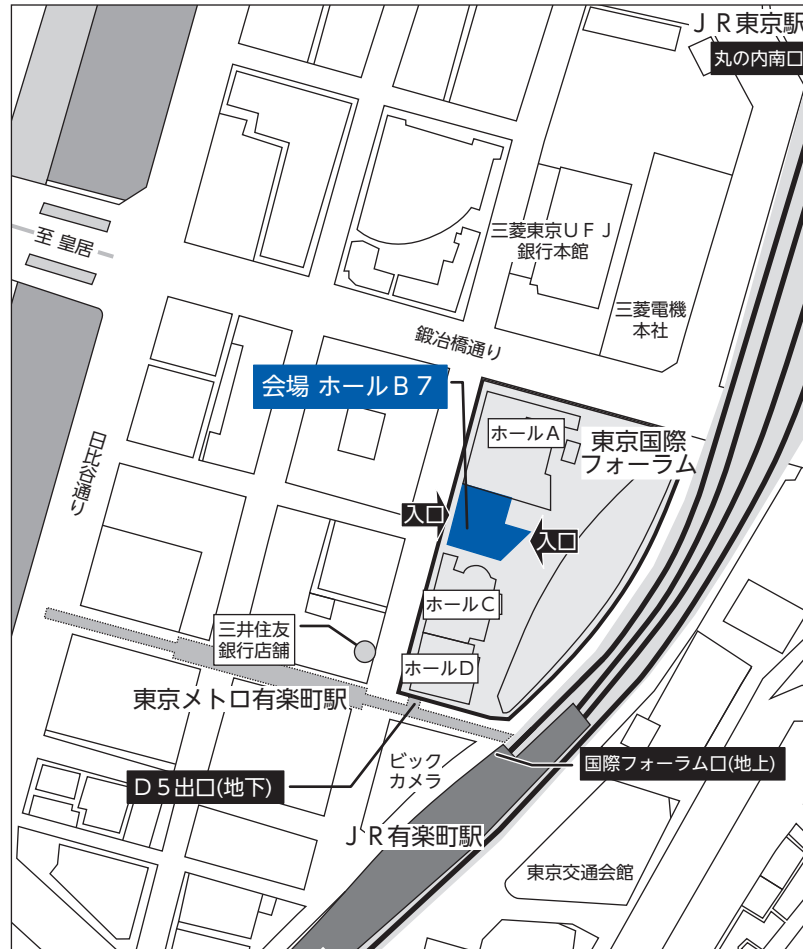 ＪＲ東京駅
丸の内南口
至 皇居
三菱東京ＵＦＪ
銀行本館
三菱電機
本社
鍛冶橋通り
会場 ホールＢ７
ホールＡ
東京国際
フォーラム
日比谷通り
入口
入口
ホールＣ
三井住友
銀行店舗
ホールＤ
東京メトロ有楽町駅
ビック
カメラ
国際フォーラム口(地上)
Ｄ５出口(地下)
ＪＲ有楽町駅
東京交通会館